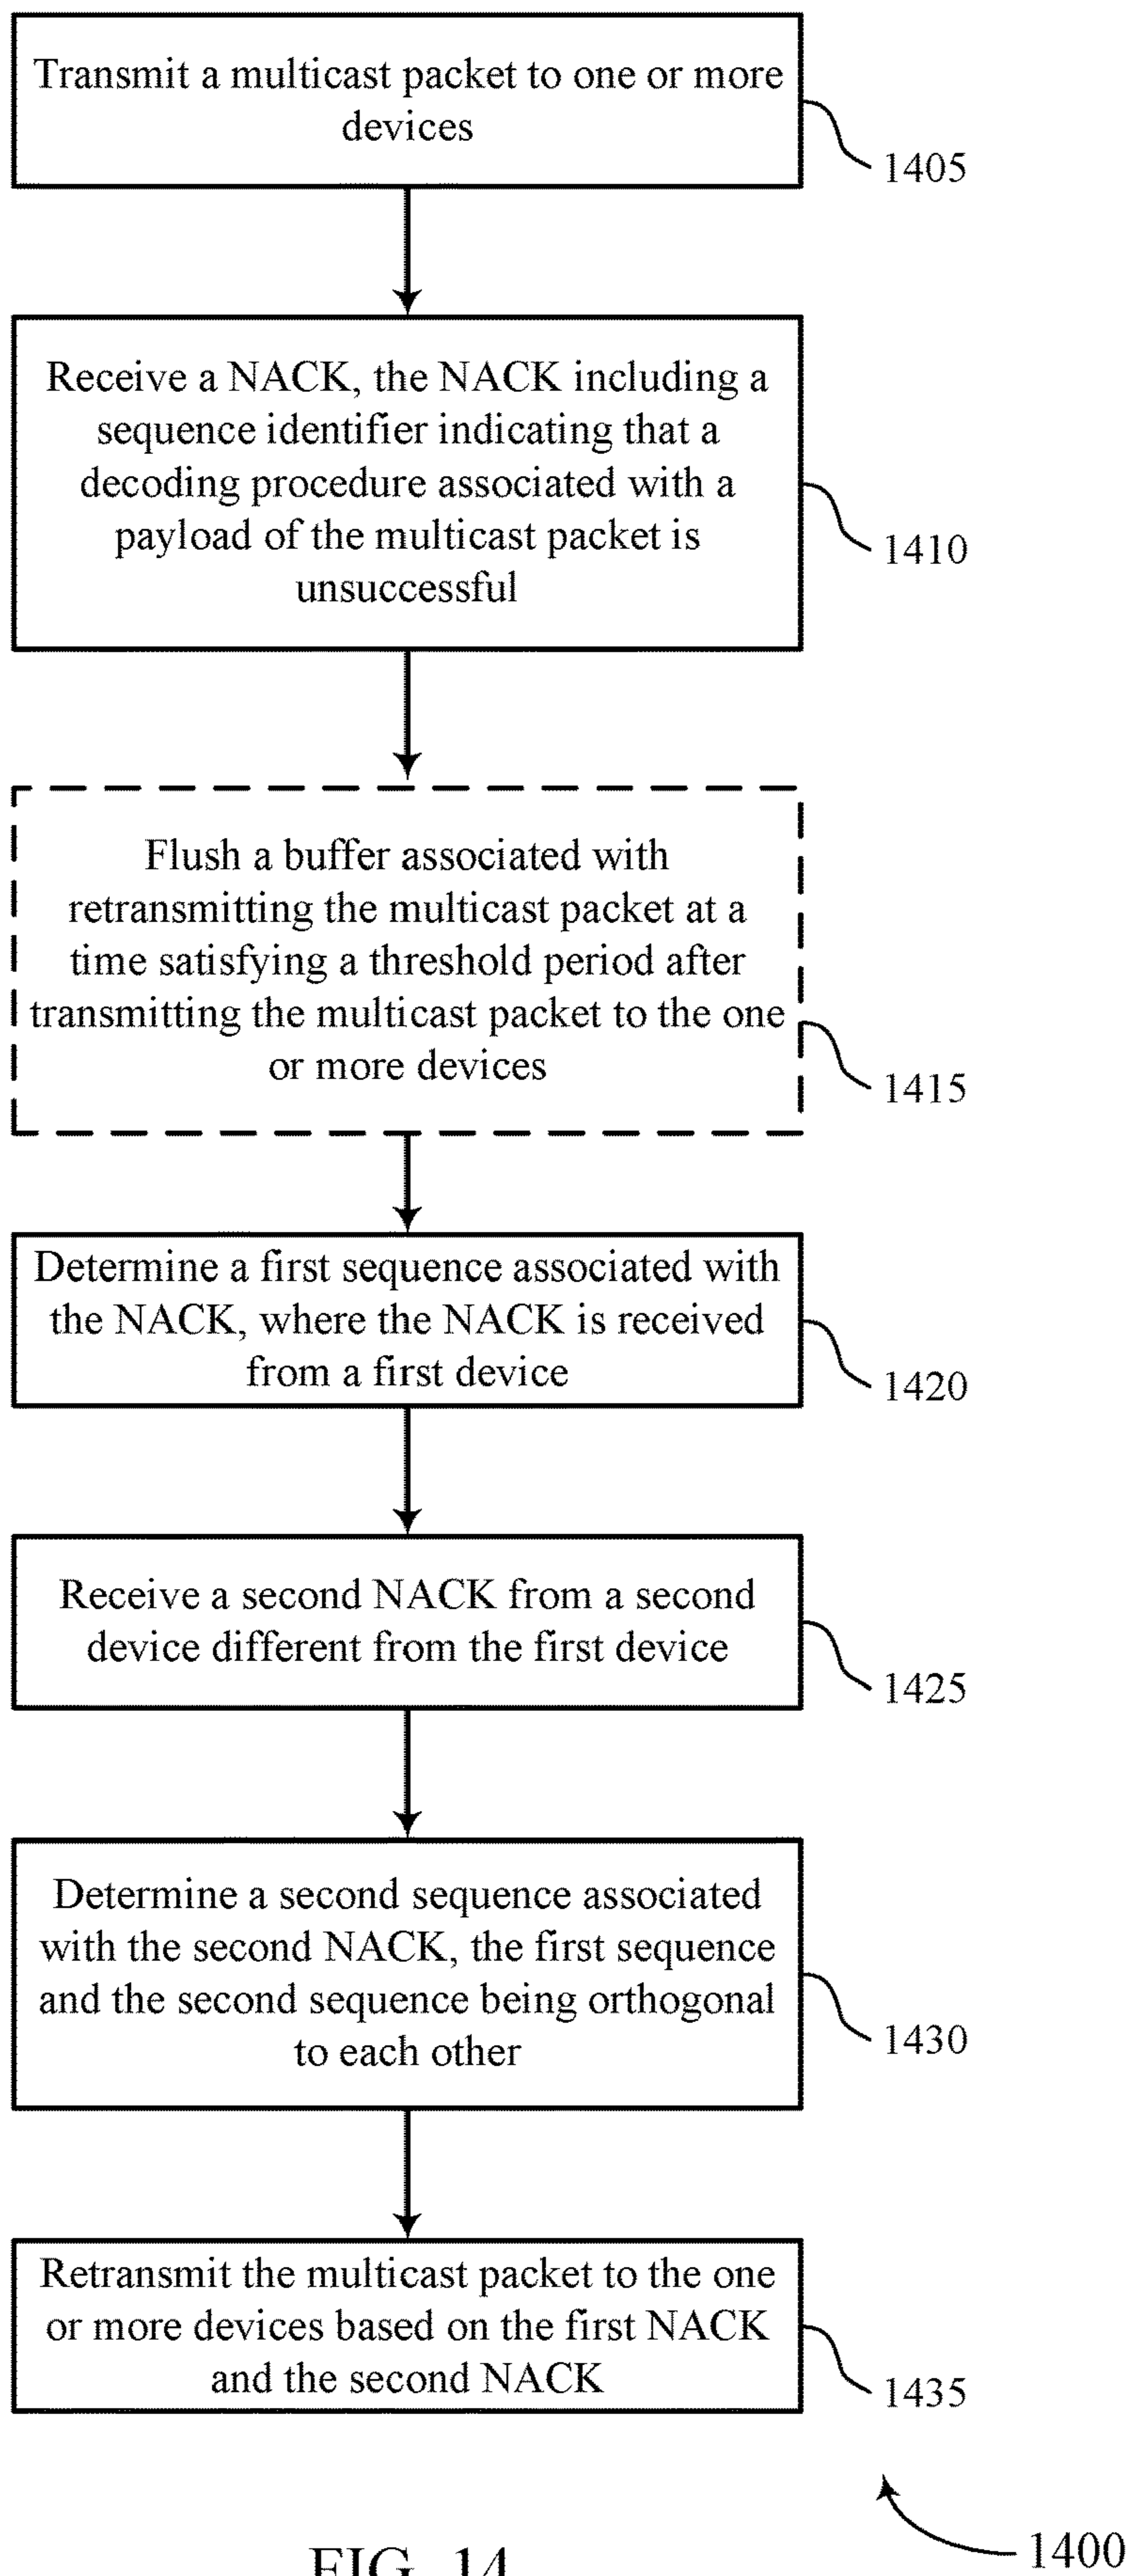 Transmit a multicast packet to one or more
devices
1405
Receive a NACK, the NACK including a
sequence identifier indicating that a
decoding procedure associated with a
payload of the multicast packet is
unsuccessful
1410
Flush a buffer associated with
retransmitting the multicast packet at a
time satisfying a threshold period after
transmitting the multicast packet to the one
or more devices
1415
Determine a first sequence associated with
the NACK, where the NACK is received
from a first device
1420
Receive a second NACK from a second
device different from the first device
1425
Determine a second sequence associated
with the second NACK, the first sequence
and the second sequence being orthogonal
to each other
1430
Retransmit the multicast packet to the one
or more devices based on the first NACK
and the second NACK
1435
1400
FIG. 14